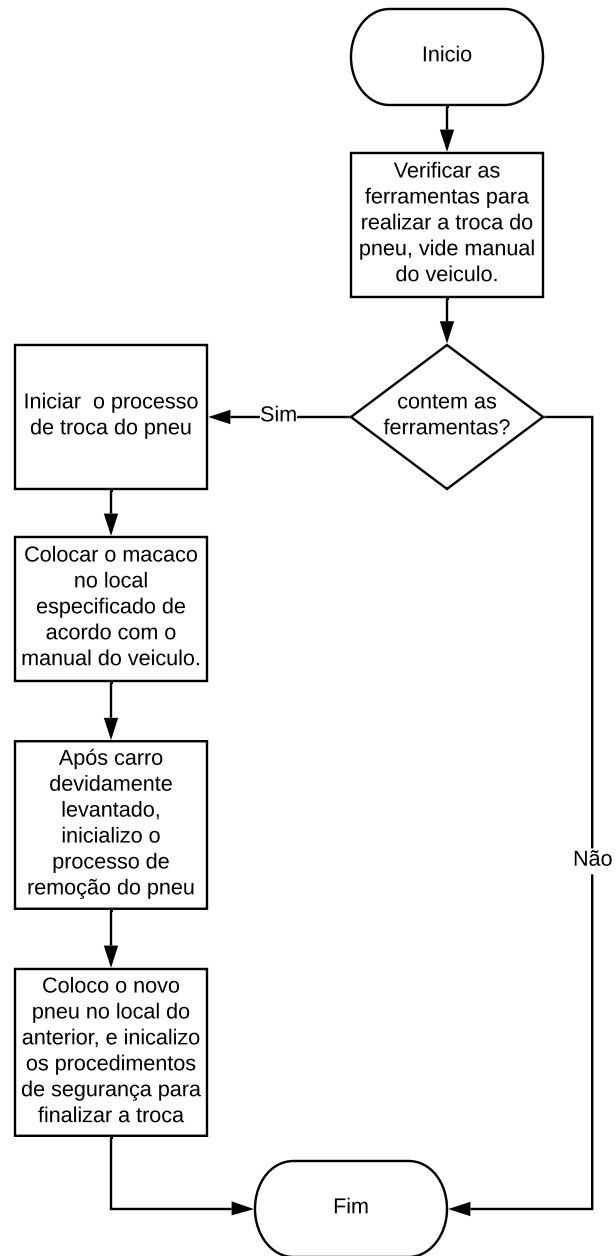 Inicio
Verificar as
ferramentas para
realizar a troca do
pneu, vide manual
do veiculo.
contem as
ferramentas?
Sim
Iniciar  o processo
de troca do pneu
Colocar o macaco
no local
especificado de
acordo com o
manual do veiculo.
Após carro
devidamente
levantado,
inicializo o
processo de
remoção do pneu
Não
Coloco o novo
pneu no local do
anterior, e inicalizo
os procedimentos
de segurança para
finalizar a troca
Fim